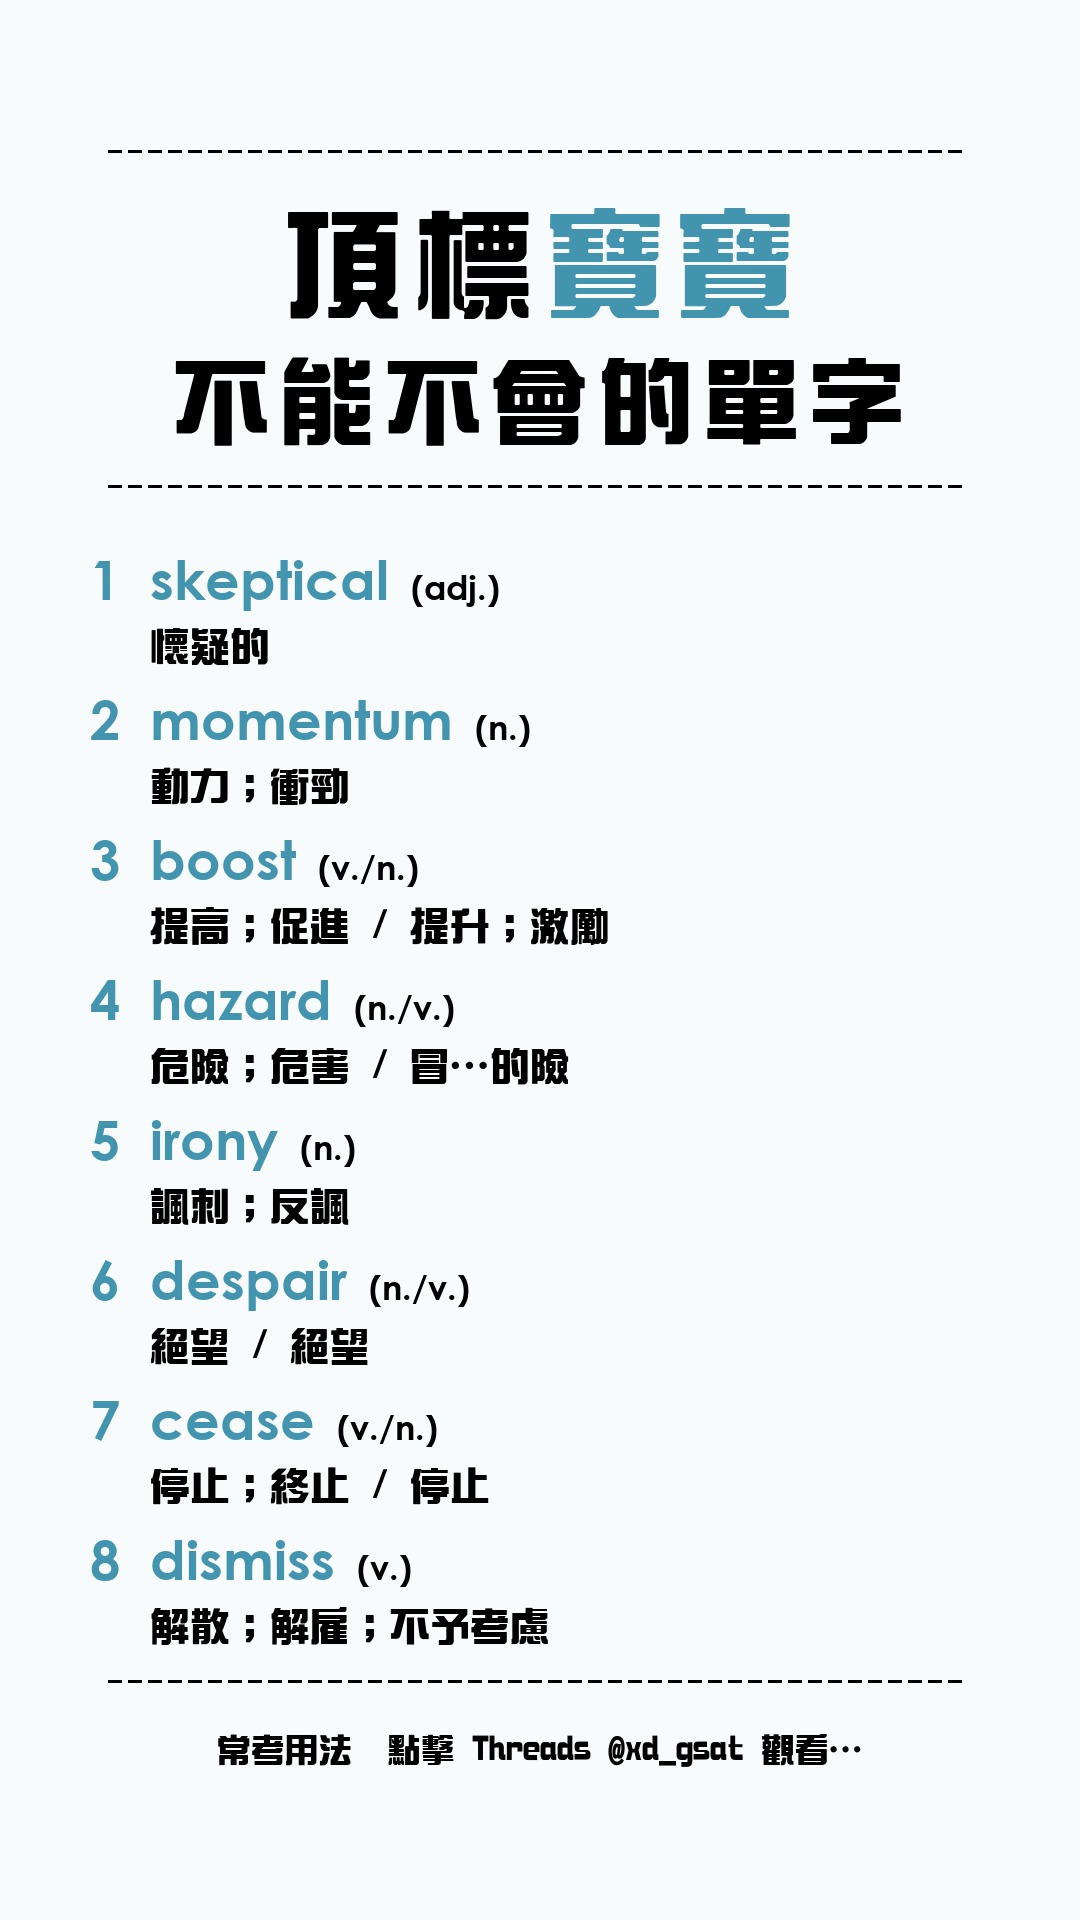 頂標寶寶
不能不會的單字
1 skeptical (adj.)
懷疑的
2 momentum (n.)
動力；衝勁
3 boost (v./n.)
提高；促進 / 提升；激勵
4 hazard (n./v.)
危險；危害 / 冒…的險
5 irony (n.)
諷刺；反諷
6 despair (n./v.)
絕望 / 絕望
7 cease (v./n.)
停止；終止 / 停止
8 dismiss (v.)
解散；解雇；不予考慮
常考用法 點擊 Threads @xd_gsat 觀看…